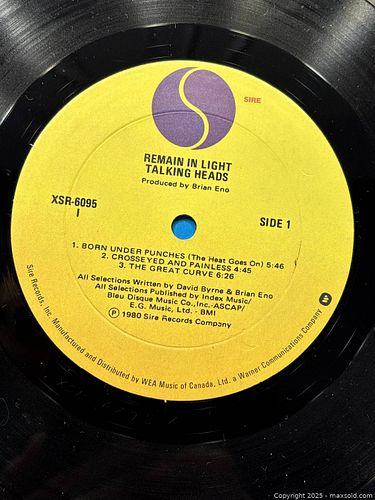 SIRE
REMAIN IN LIGHT
TALKING HEADS
Produced by Brian Eno
XSR-6095
I
SIDE 1
1. BORN UNDER PUNCHES (The Heat Goes On) 5:46
2. CROSSEYED AND PAINLESS 4:45
3. THE GREAT CURVE 6:26
All Selections Written by David Byrne & Brian Eno
All Selections Published by Index Music/
Bleu Disque Music Co., Inc.-ASCAP/
E.G. Music, Ltd. - BMI
Ⓟ 1980 Sire Records Company
Sire Records, Inc. Manufactured and Distributed by WEA Music of Canada, Ltd. a Warner Communications Company
Copyright 2025 - maxsold.com